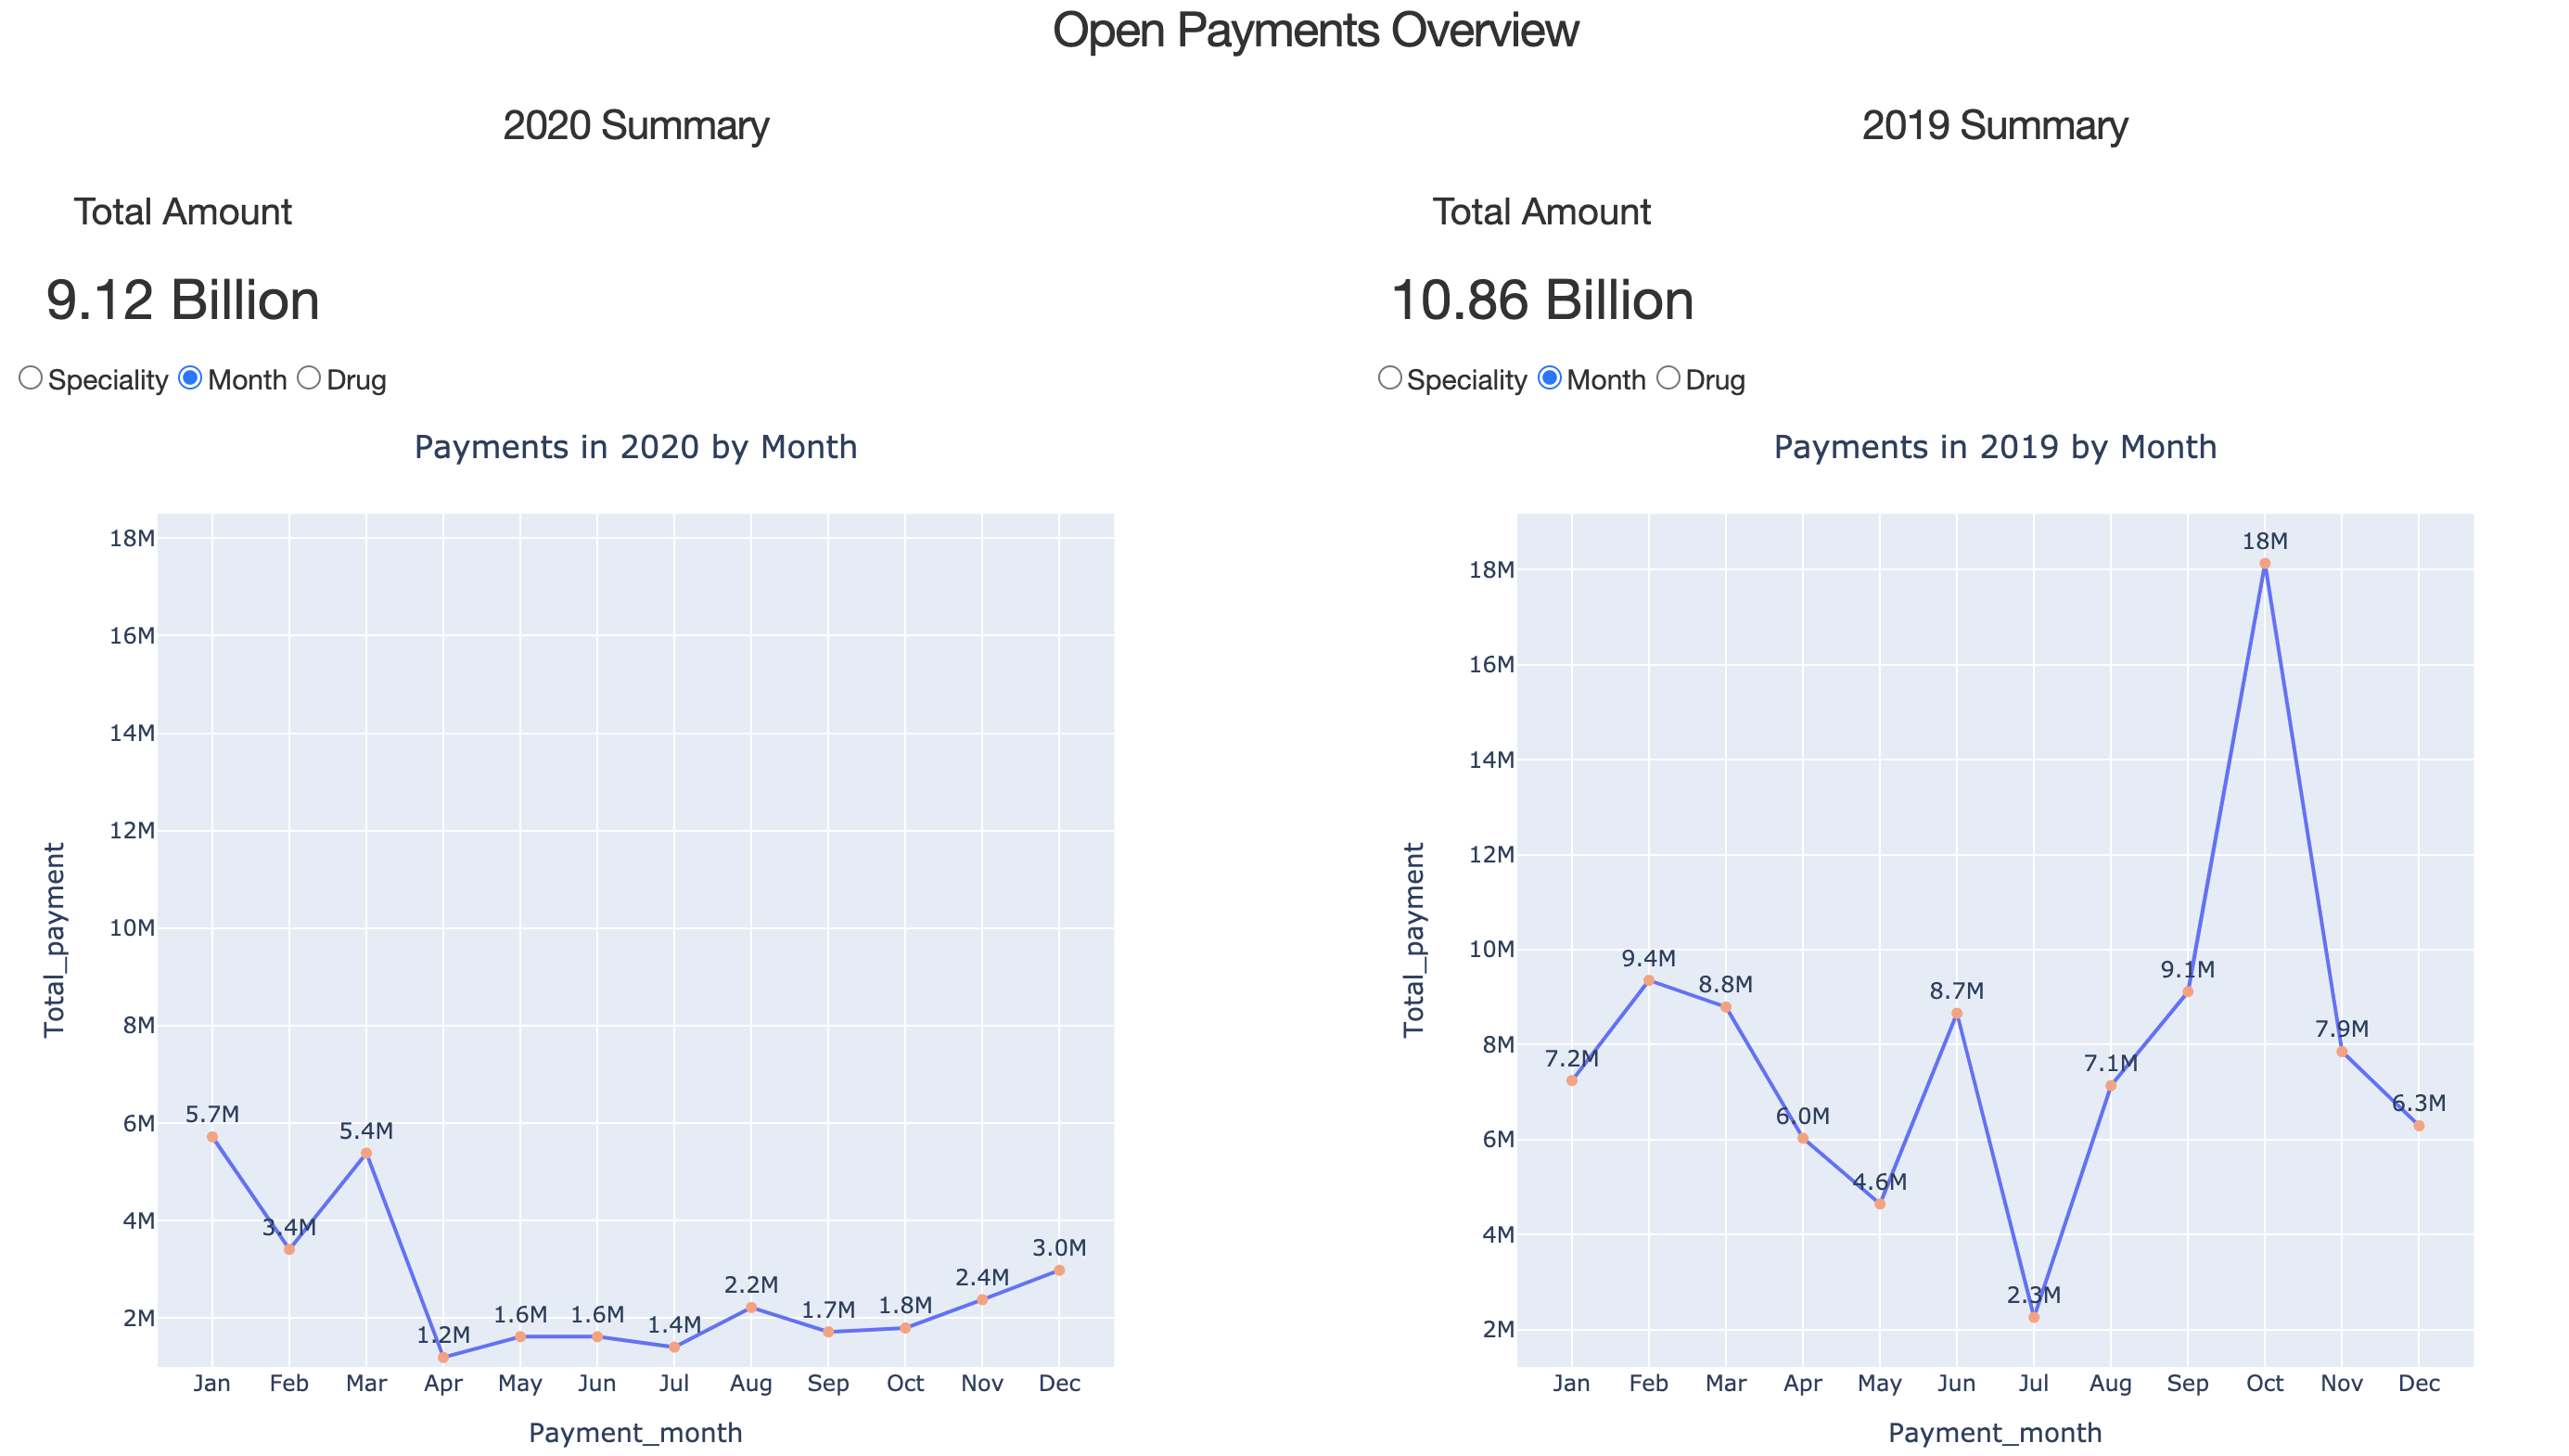 Open Payments Overview
2020 Summary
Total Amount
9.12 Billion
Speciality Month Drug
Payments in 2020 by Month
18M
16M
14M
12M
10M
8M
6M
4M
2M
Total_payment
5.7M
3.4M
5.4M
1.2M
1.6M
1.6M
1.4M
2.2M
1.7M
1.8M
2.4M
3.0M
Jan Feb Mar Apr May Jun Jul Aug Sep Oct Nov Dec
Payment_month
2019 Summary
Total Amount
10.86 Billion
Speciality Month Drug
Payments in 2019 by Month
18M
16M
14M
12M
10M
8M
6M
4M
2M
Total_payment
7.2M
9.4M
8.8M
6.0M
4.6M
8.7M
2.3M
7.1M
9.1M
18M
7.9M
6.3M
Jan Feb Mar Apr May Jun Jul Aug Sep Oct Nov Dec
Payment_month